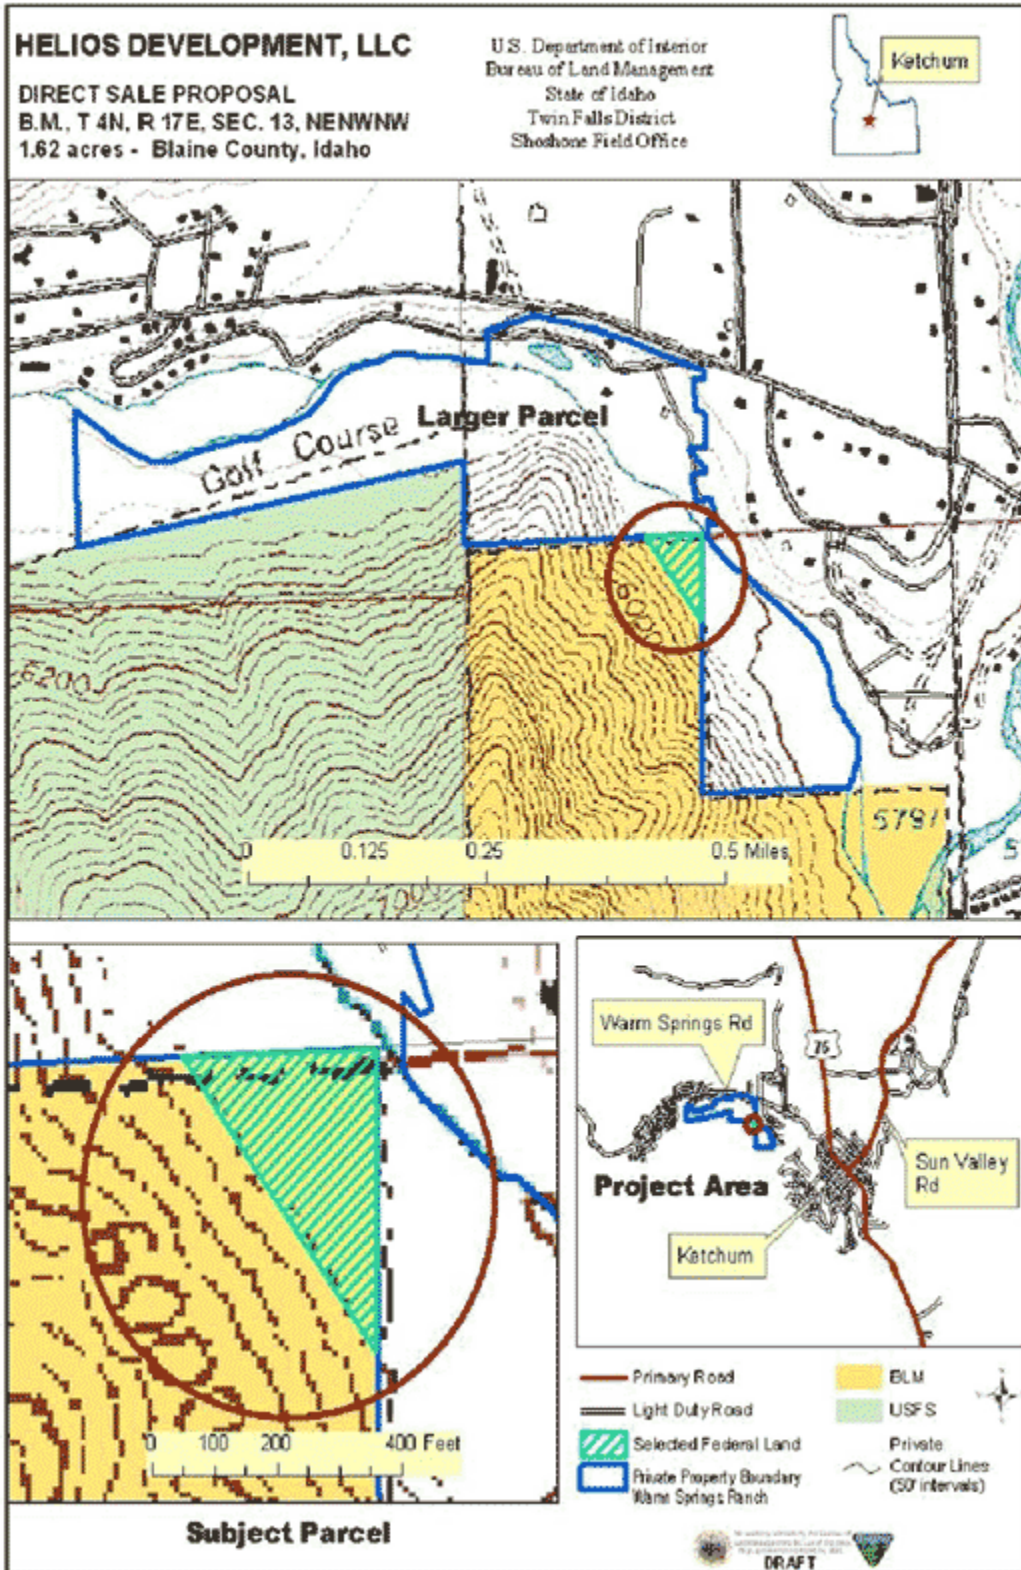 HELIOS DEVELOPMENT, LLC
DIRECT SALE PROPOSAL
B.M., T 4N, R 17E, SEC. 13, NENWNW
1.62 acres - Blaine County, Idaho
U.S. Department of Interior
Bureau of Land Management
State of Idaho
Twin Falls District
Shoshone Field Office
Ketchum
Larger Parcel
Golf Course
6000
6200
5797
0 0.125 0.25 0.5 Miles
6000
0 100 200 400 Feet
Subject Parcel
Warm Springs Rd
75
Project Area
Sun Valley
Rd
Ketchum
Primary Road
Light Duty Road
Selected Federal Land
Private Property Boundary
Warm Springs Ranch
BLM
USFS
Private
Contour Lines
(50' intervals)
DRAFT